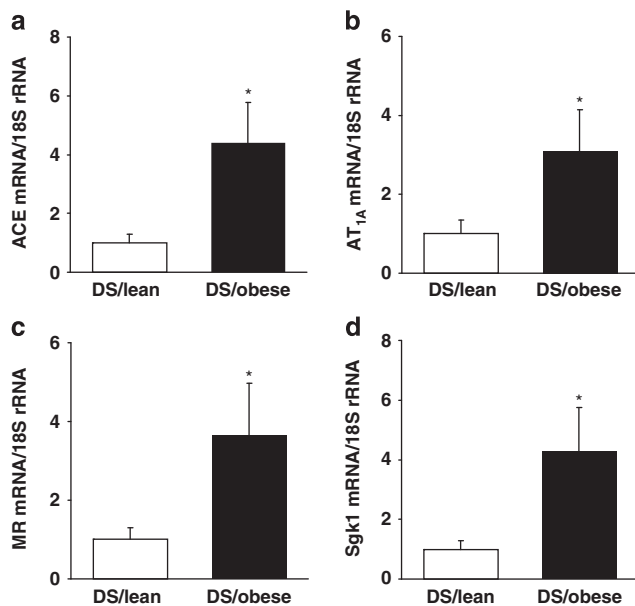 a
ACE mRNA/18S rRNA
8
6
4
2
0
*
DS/lean DS/obese
b
AT1A mRNA/18S rRNA
6
4
2
0
*
DS/lean DS/obese
c
MR mRNA/18S rRNA
6
4
2
0
*
DS/lean DS/obese
d
Sgk1 mRNA/18S rRNA
8
6
4
2
0
*
DS/lean DS/obese